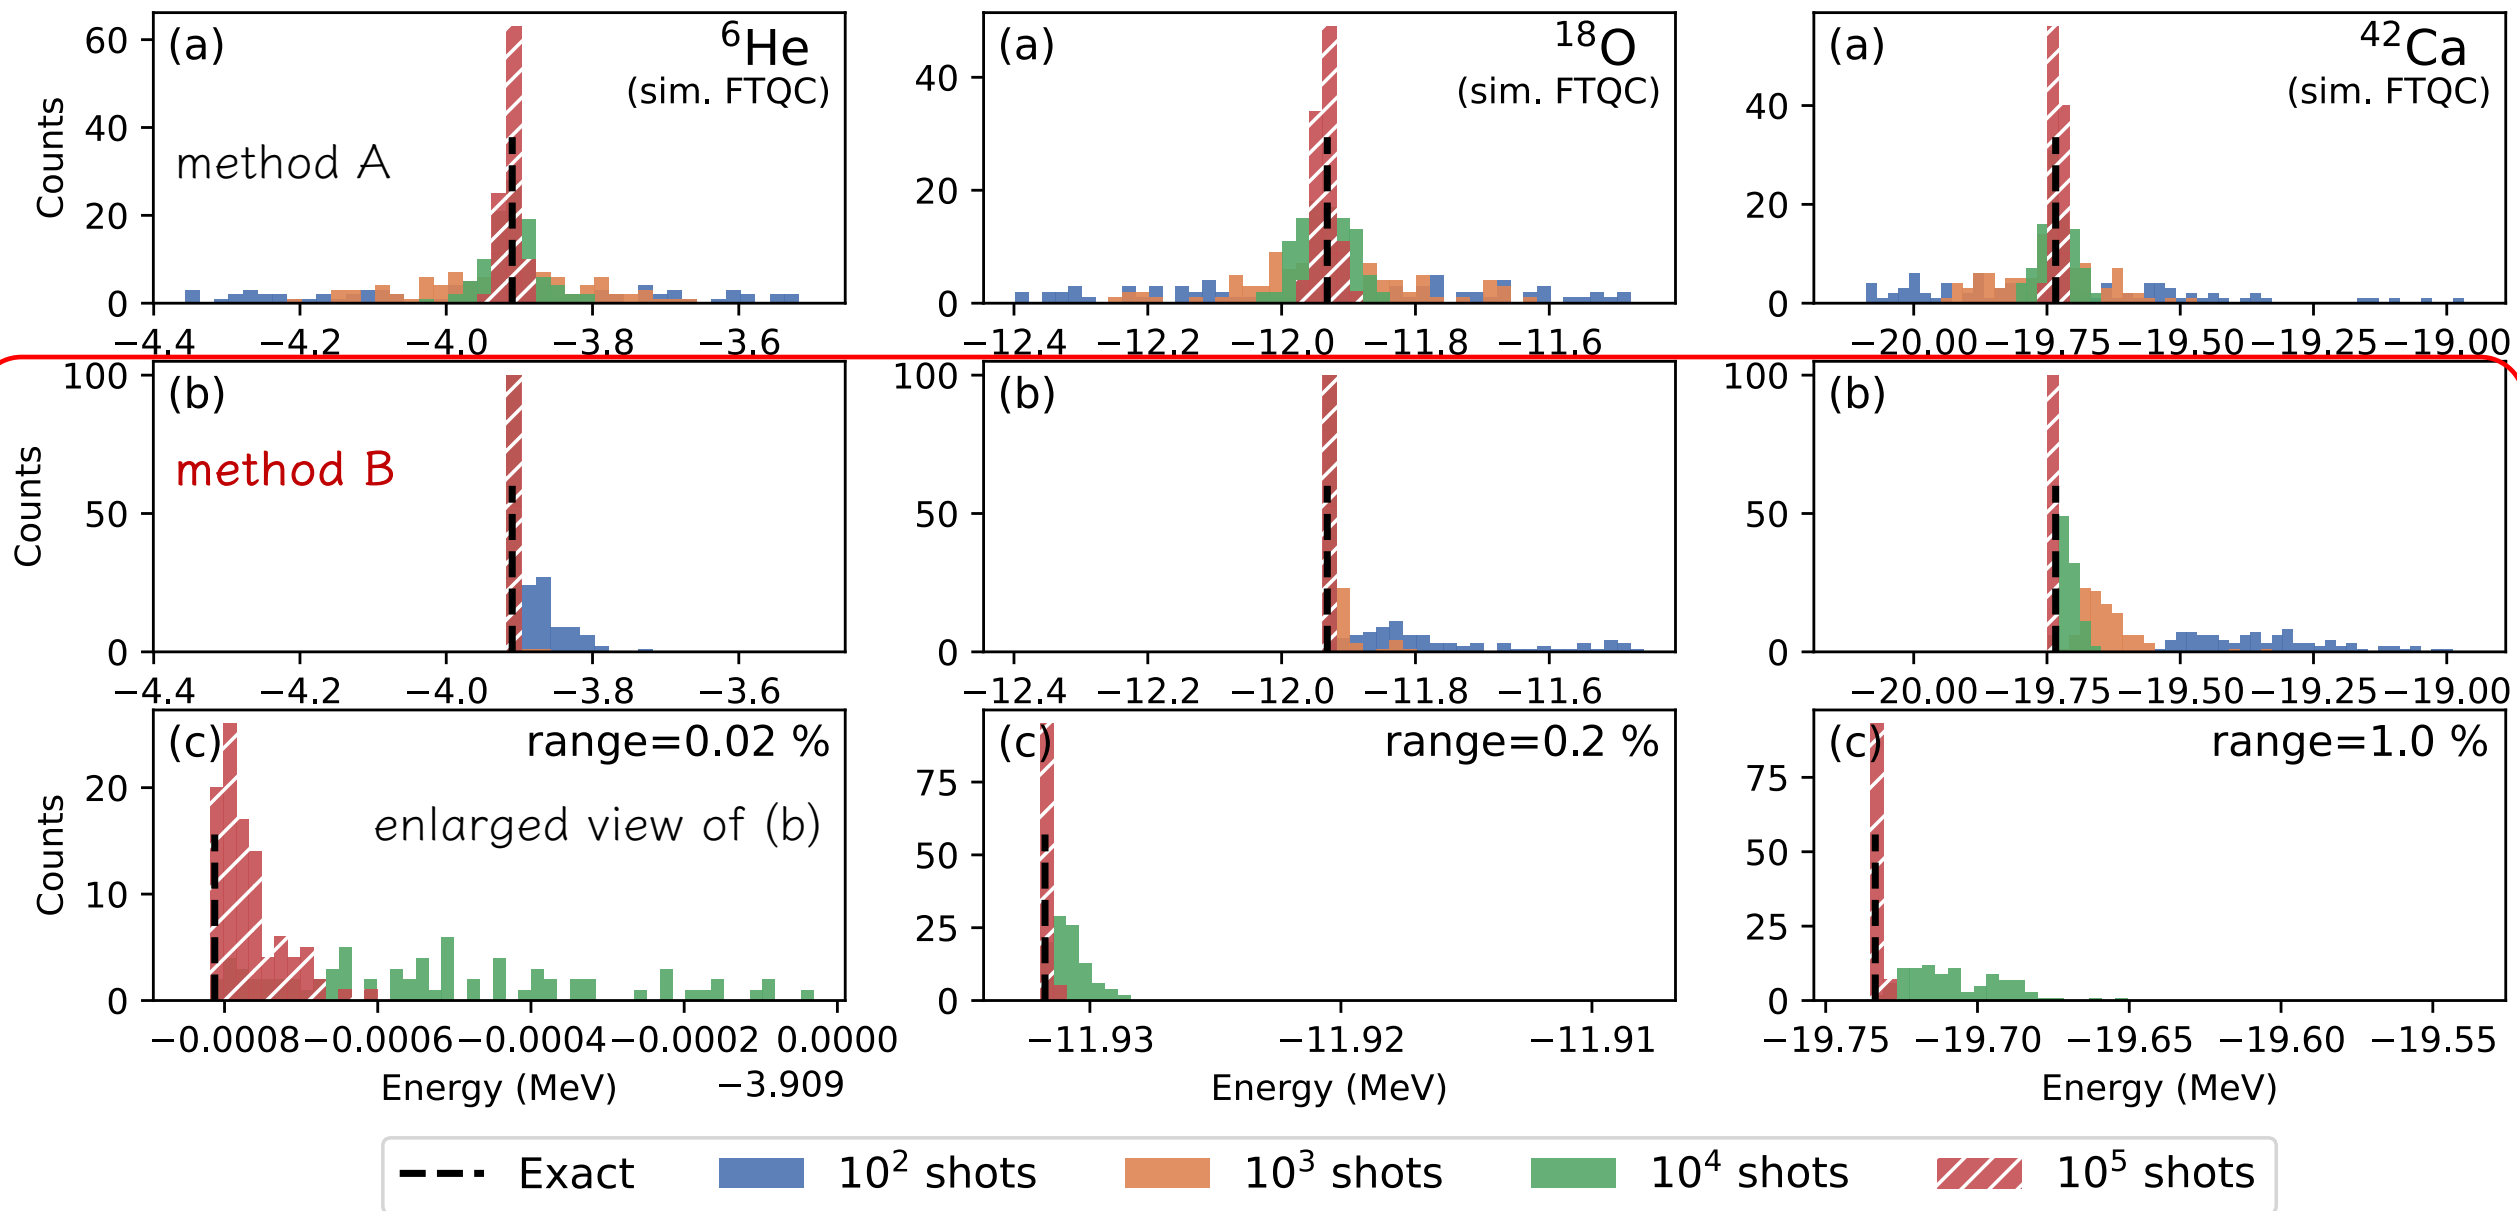 (a) ⁶He (a) ¹⁸O (a) ⁴²Ca
(sim. FTQC) (sim. FTQC) (sim. FTQC)
method A
Counts
60
40
20
0
40
20
0
40
20
0
−4.4 −4.2 −4.0 −3.8 −3.6
−12.4 −12.2 −12.0 −11.8 −11.6
−20.00 −19.75 −19.50 −19.25 −19.00
(b) (b) (b)
method B
Counts
100
50
0
100
50
0
100
50
0
−4.4 −4.2 −4.0 −3.8 −3.6
−12.4 −12.2 −12.0 −11.8 −11.6
−20.00 −19.75 −19.50 −19.25 −19.00
(c) range=0.02 % (c) range=0.2 % (c) range=1.0 %
enlarged view of (b)
Counts
20
10
0
75
50
25
0
75
50
25
0
−0.0008 −0.0006 −0.0004 −0.0002 0.0000
−11.93 −11.92 −11.91
−19.75 −19.70 −19.65 −19.60 −19.55
Energy (MeV) −3.909 Energy (MeV) Energy (MeV)
Exact 10² shots 10³ shots 10⁴ shots 10⁵ shots